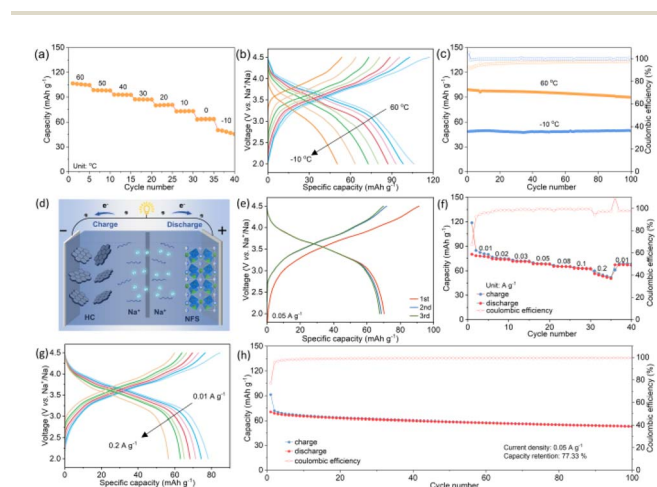 (a)
Capacity (mAh g⁻¹)
150
120
90
60
30
0
60
50
40
30
20
10
0
-10
Unit: °C
0 5 10 15 20 25 30 35 40
Cycle number
(b)
Voltage (V vs. Na⁺/Na)
4.5
4.0
3.5
3.0
2.5
2.0
60 °C
-10 °C
0 20 40 60 80 100 120
Specific capacity (mAh g⁻¹)
(c)
Capacity (mAh g⁻¹)
150
120
90
60
30
0
60 °C
-10 °C
100
80
60
40
20
0
Coulombic efficiency (%)
0 20 40 60 80 100
Cycle number
(d)
e⁻ e⁻
Charge Discharge
- +
HC Na⁺ Na⁺ NFS
(e)
Voltage (V vs. Na⁺/Na)
4.5
4.0
3.5
3.0
2.5
2.0
1st
2nd
3rd
0.05 A g⁻¹
0 20 40 60 80 100
Specific capacity (mAh g⁻¹)
(f)
Capacity (mAh g⁻¹)
150
120
90
60
30
0
0.01
0.02
0.03
0.05
0.08
0.1
0.2
0.01
Unit: A g⁻¹
charge
discharge
coulombic efficiency
100
80
60
40
20
0
Coulombic efficiency (%)
0 5 10 15 20 25 30 35 40
Cycle number
(g)
Voltage (V vs. Na⁺/Na)
4.5
4.0
3.5
3.0
2.5
2.0
0.01 A g⁻¹
0.2 A g⁻¹
0 20 40 60 80
Specific capacity (mAh g⁻¹)
(h)
Capacity (mAh g⁻¹)
150
120
90
60
30
0
charge
discharge
coulombic efficiency
Current density: 0.05 A g⁻¹
Capacity retention: 77.33 %
100
80
60
40
20
0
Coulombic efficiency (%)
0 20 40 60 80 100
Cycle number